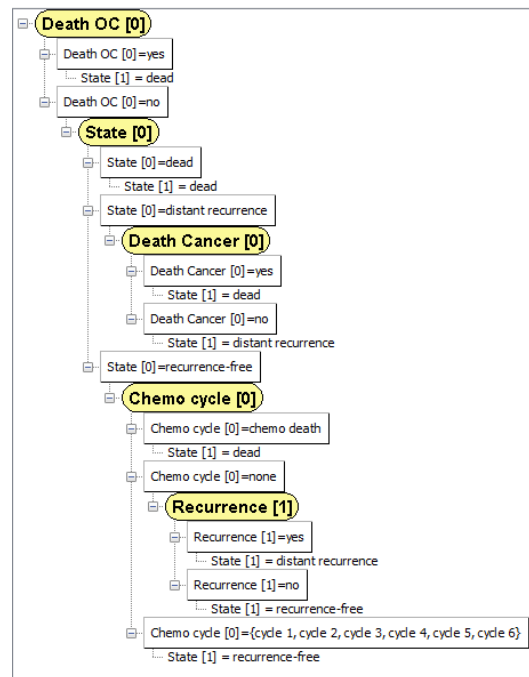 Death OC [0]
Death OC [0]=yes
State [1] = dead
Death OC [0]=no
State [0]
State [0]=dead
State [1] = dead
State [0]=distant recurrence
Death Cancer [0]
Death Cancer [0]=yes
State [1] = dead
Death Cancer [0]=no
State [1] = distant recurrence
State [0]=recurrence-free
Chemo cycle [0]
Chemo cycle [0]=chemo death
State [1] = dead
Chemo cycle [0]=none
Recurrence [1]
Recurrence [1]=yes
State [1] = distant recurrence
Recurrence [1]=no
State [1] = recurrence-free
Chemo cycle [0]={cycle 1, cycle 2, cycle 3, cycle 4, cycle 5, cycle 6}
State [1] = recurrence-free